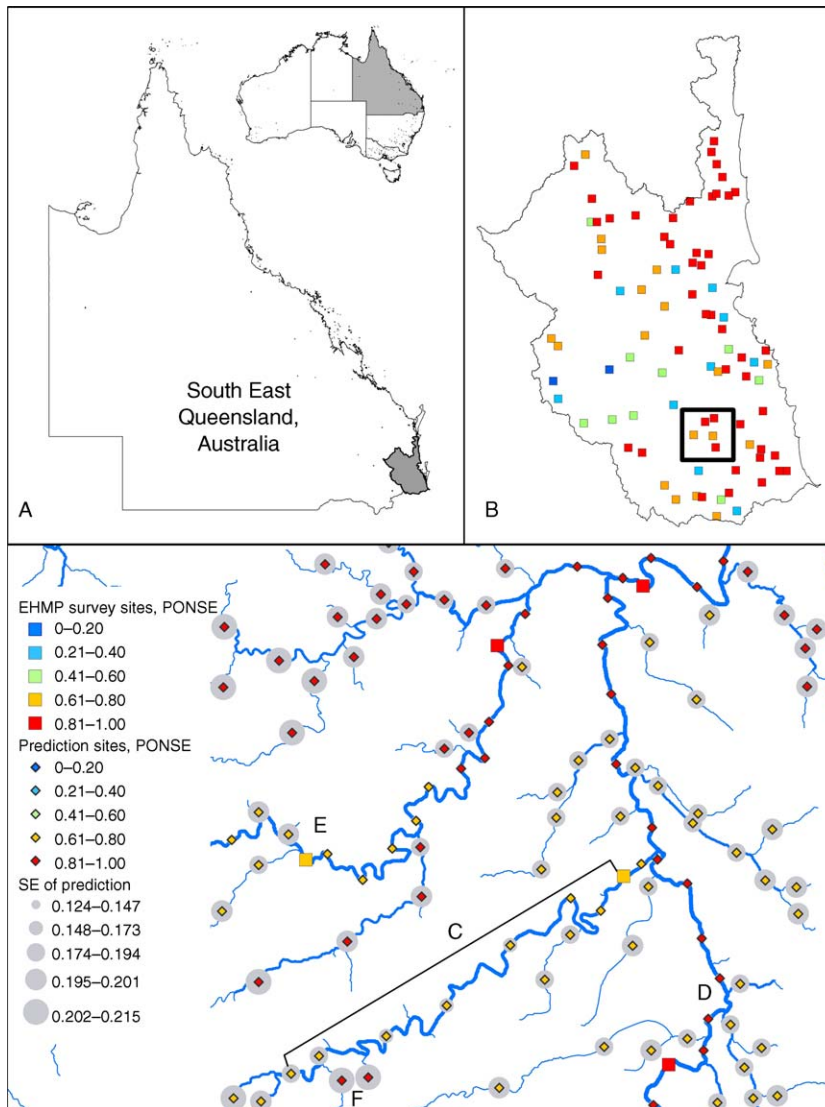 South East
Queensland,
Australia
A
B
EHMP survey sites, PONSE
0–0.20
0.21–0.40
0.41–0.60
0.61–0.80
0.81–1.00
Prediction sites, PONSE
0–0.20
0.21–0.40
0.41–0.60
0.61–0.80
0.81–1.00
SE of prediction
0.124–0.147
0.148–0.173
0.174–0.194
0.195–0.201
0.202–0.215
E
C
D
F